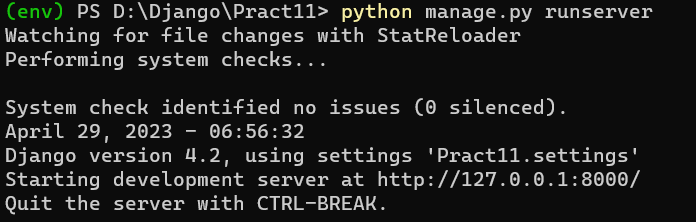 (env) PS D:\Django\Pract11> python manage.py runserver
Watching for file changes with StatReloader
Performing system checks...
System check identified no issues (0 silenced).
April 29, 2023 - 06:56:32
Django version 4.2, using settings 'Pract11.settings'
Starting development server at http://127.0.0.1:8000/
Quit the server with CTRL-BREAK.